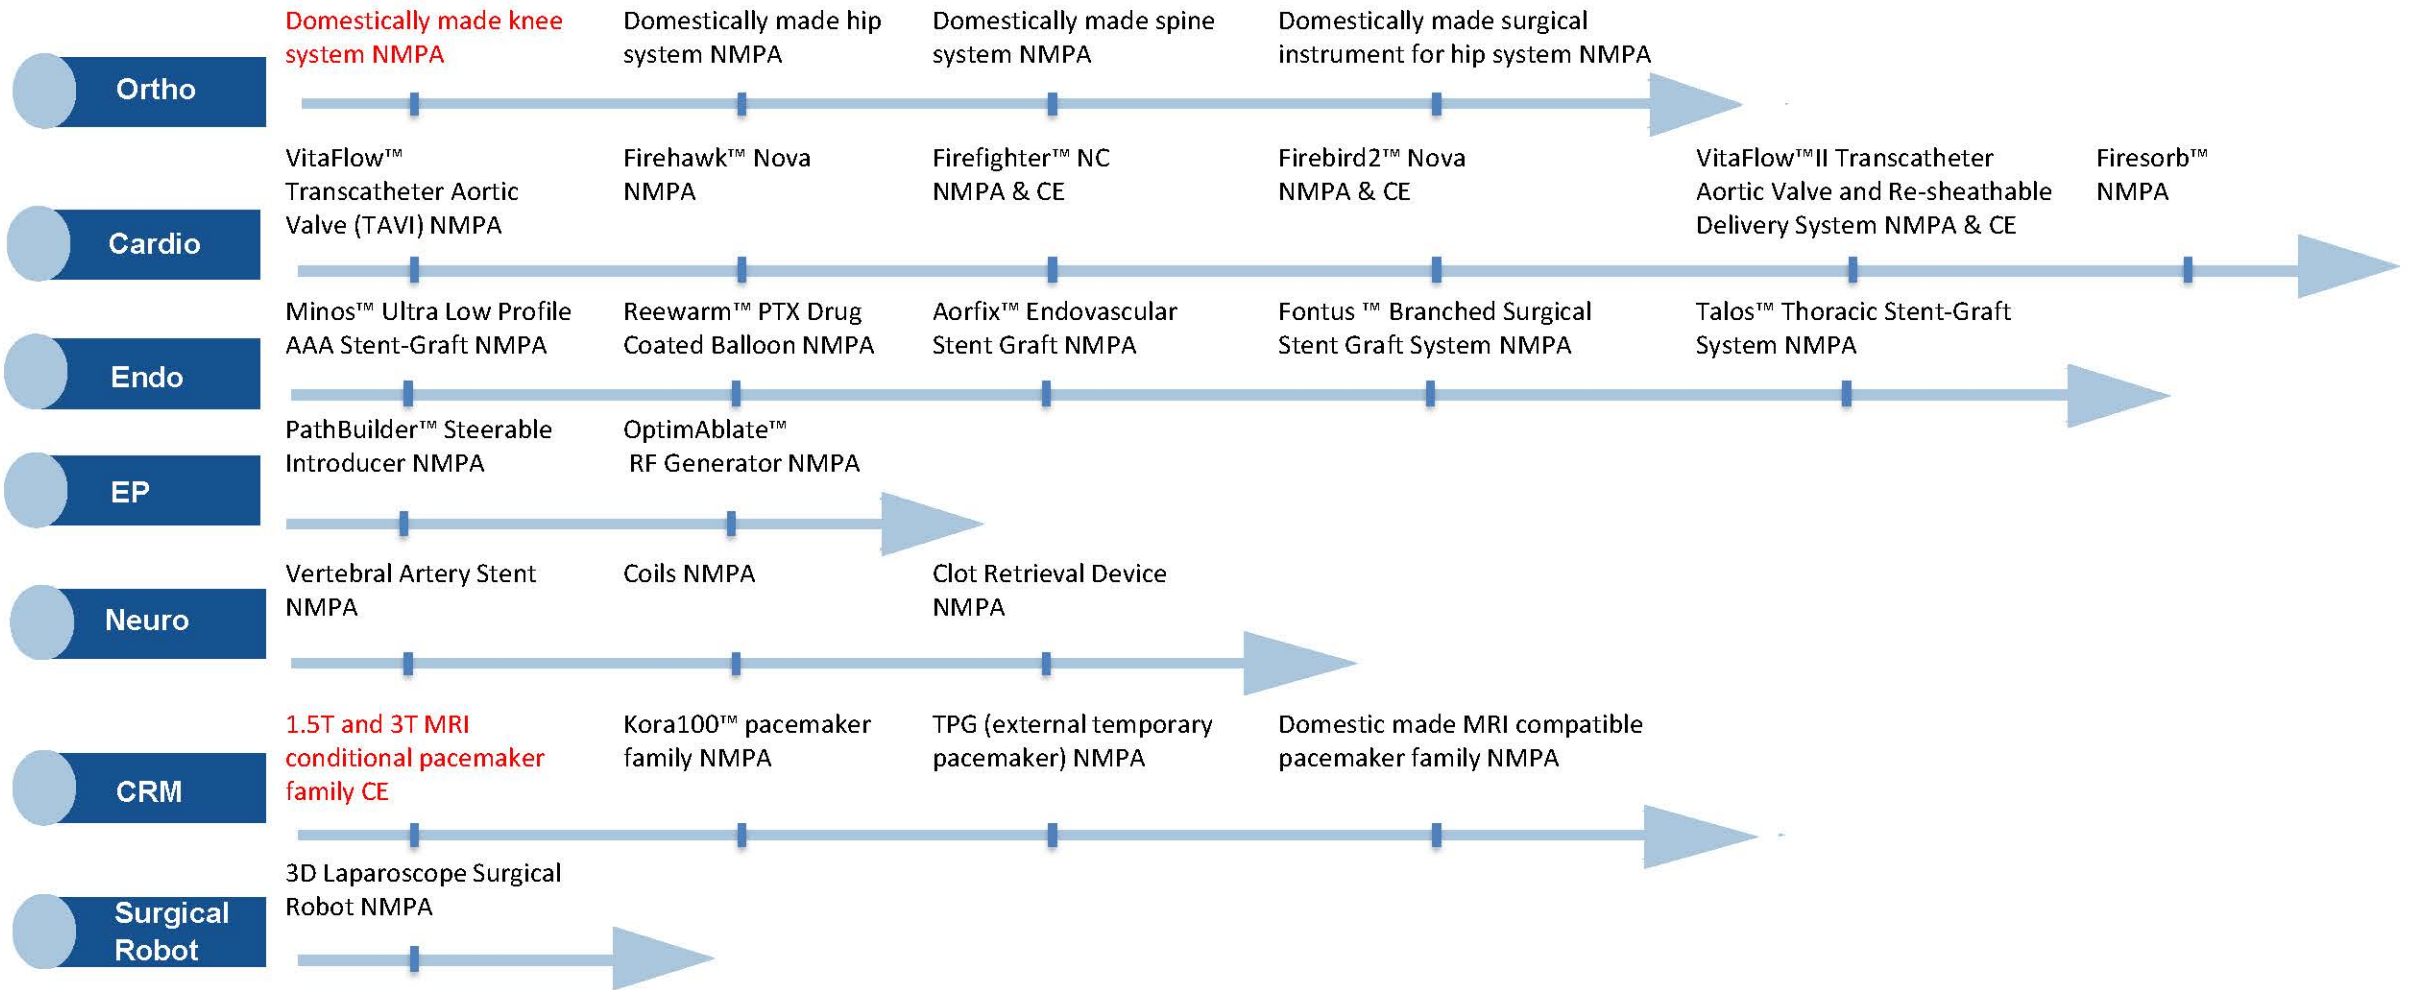 Ortho
Domestically made knee
system NMPA
Domestically made hip
system NMPA
Domestically made spine
system NMPA
Domestically made surgical
instrument for hip system NMPA
Cardio
VitaFlow™
Transcatheter Aortic
Valve (TAVI) NMPA
Firehawk™ Nova
NMPA
Firefighter™ NC
NMPA & CE
Firebird2™ Nova
NMPA & CE
VitaFlow™II Transcatheter
Aortic Valve and Re-sheathable
Delivery System NMPA & CE
Firesorb™
NMPA
Endo
Minos™ Ultra Low Profile
AAA Stent-Graft NMPA
Reewarm™ PTX Drug
Coated Balloon NMPA
Aorfix™ Endovascular
Stent Graft NMPA
Fontus ™ Branched Surgical
Stent Graft System NMPA
Talos™ Thoracic Stent-Graft
System NMPA
EP
PathBuilder™ Steerable
Introducer NMPA
OptimAblate™
RF Generator NMPA
Neuro
Vertebral Artery Stent
NMPA
Coils NMPA
Clot Retrieval Device
NMPA
CRM
1.5T and 3T MRI
conditional pacemaker
family CE
Kora100™ pacemaker
family NMPA
TPG (external temporary
pacemaker) NMPA
Domestic made MRI compatible
pacemaker family NMPA
Surgical
Robot
3D Laparoscope Surgical
Robot NMPA